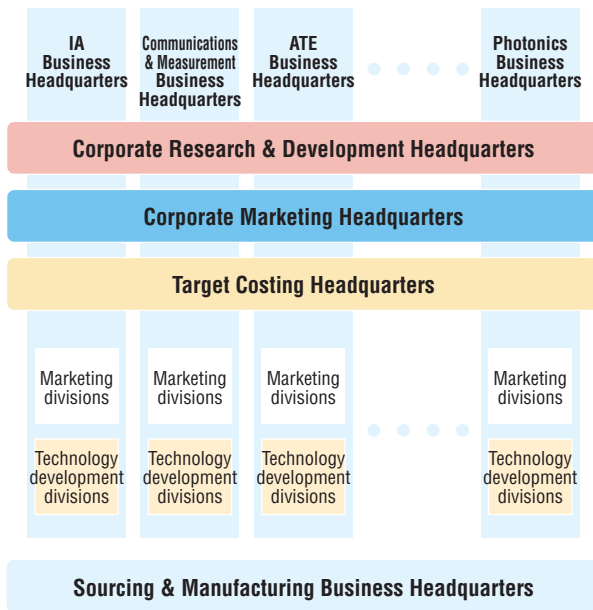 IA
Business
Headquarters
Communications
& Measurement
Business
Headquarters
ATE
Business
Headquarters
Photonics
Business
Headquarters
Corporate Research & Development Headquarters
Corporate Marketing Headquarters
Target Costing Headquarters
Marketing
divisions
Marketing
divisions
Marketing
divisions
Marketing
divisions
Technology
development
divisions
Technology
development
divisions
Technology
development
divisions
Technology
development
divisions
Sourcing & Manufacturing Business Headquarters